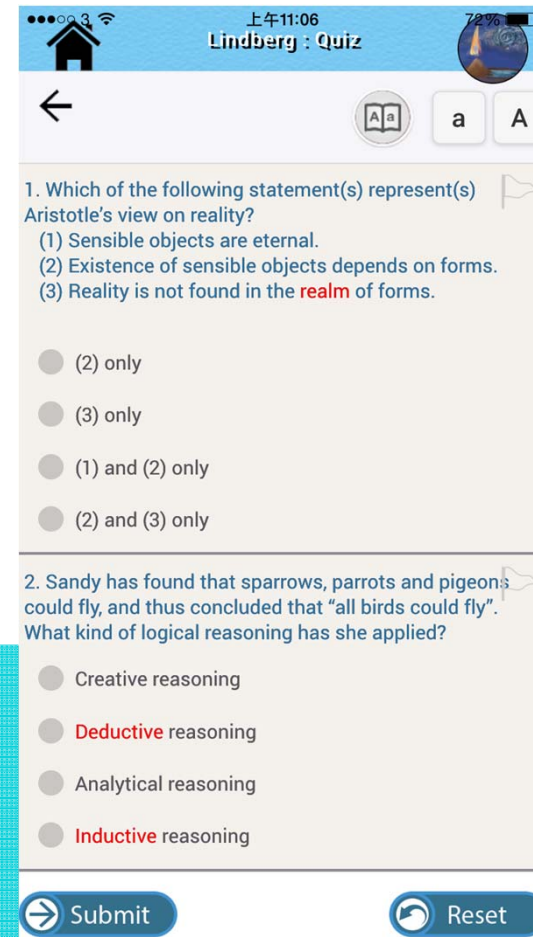 3 上午11:06 72%
Lindberg : Quiz
Aa a A
1. Which of the following statement(s) represent(s)
Aristotle's view on reality?
(1) Sensible objects are eternal.
(2) Existence of sensible objects depends on forms.
(3) Reality is not found in the realm of forms.
(2) only
(3) only
(1) and (2) only
(2) and (3) only
2. Sandy has found that sparrows, parrots and pigeons
could fly, and thus concluded that “all birds could fly”.
What kind of logical reasoning has she applied?
Creative reasoning
Deductive reasoning
Analytical reasoning
Inductive reasoning
Submit Reset